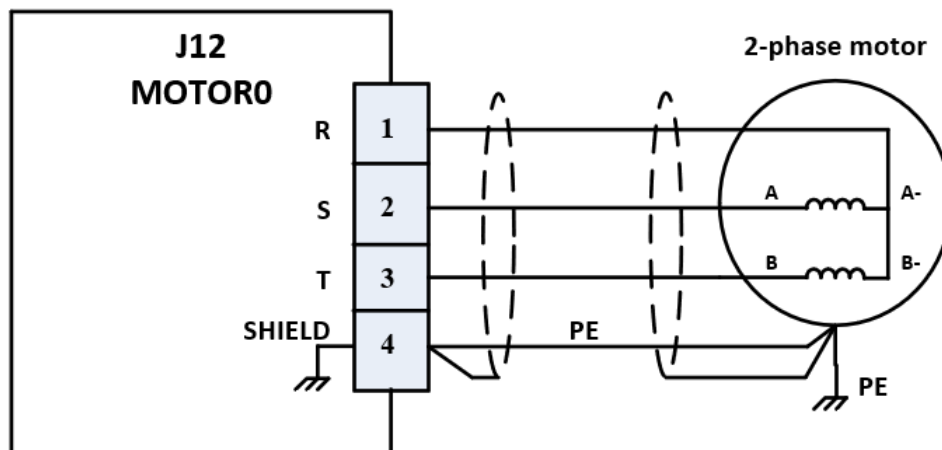 J12
MOTOR0
2-phase motor
R 1
A A-
S 2
B B-
T 3
SHIELD 4 PE
PE